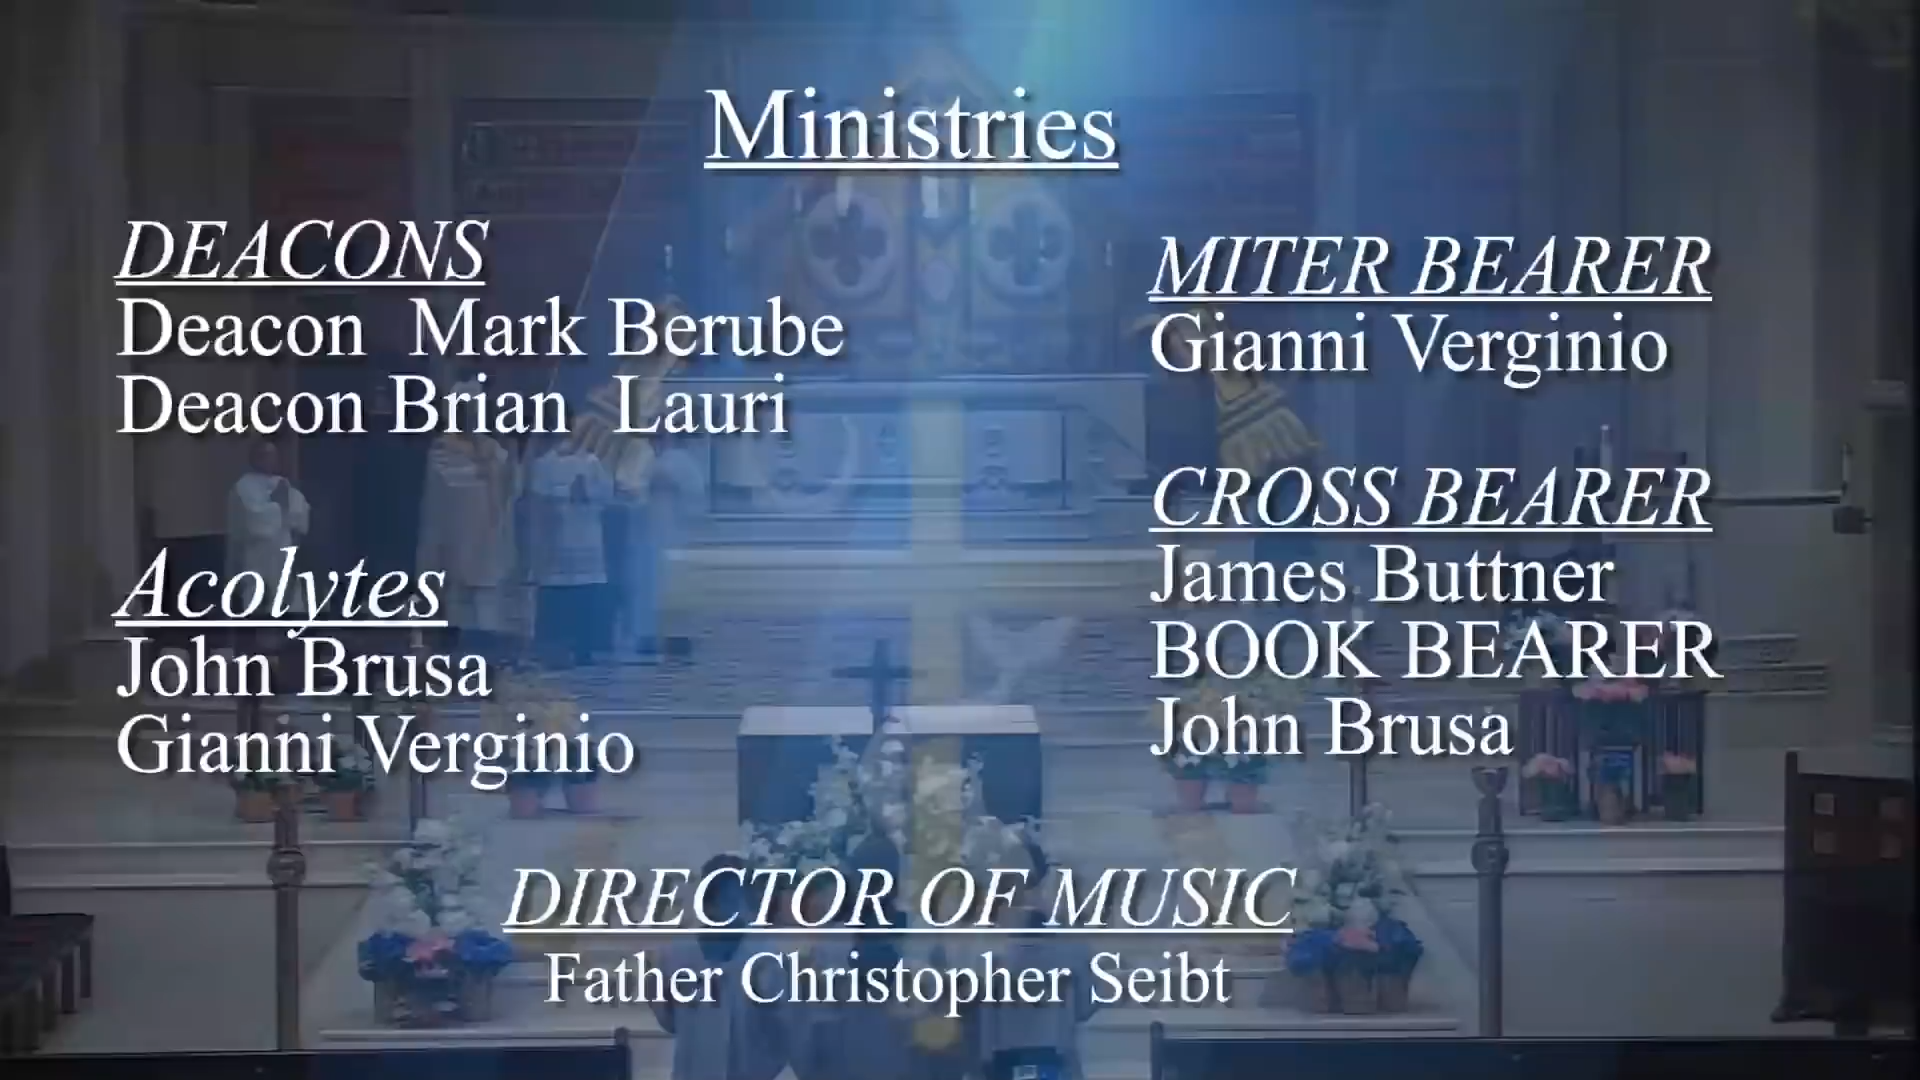 Ministries
DEACONS
Deacon Mark Berube
Deacon Brian Lauri
Acolytes
John Brusa
Gianni Verginio
MITER BEARER
Gianni Verginio
CROSS BEARER
James Buttner
BOOK BEARER
John Brusa
DIRECTOR OF MUSIC
Father Christopher Seibt